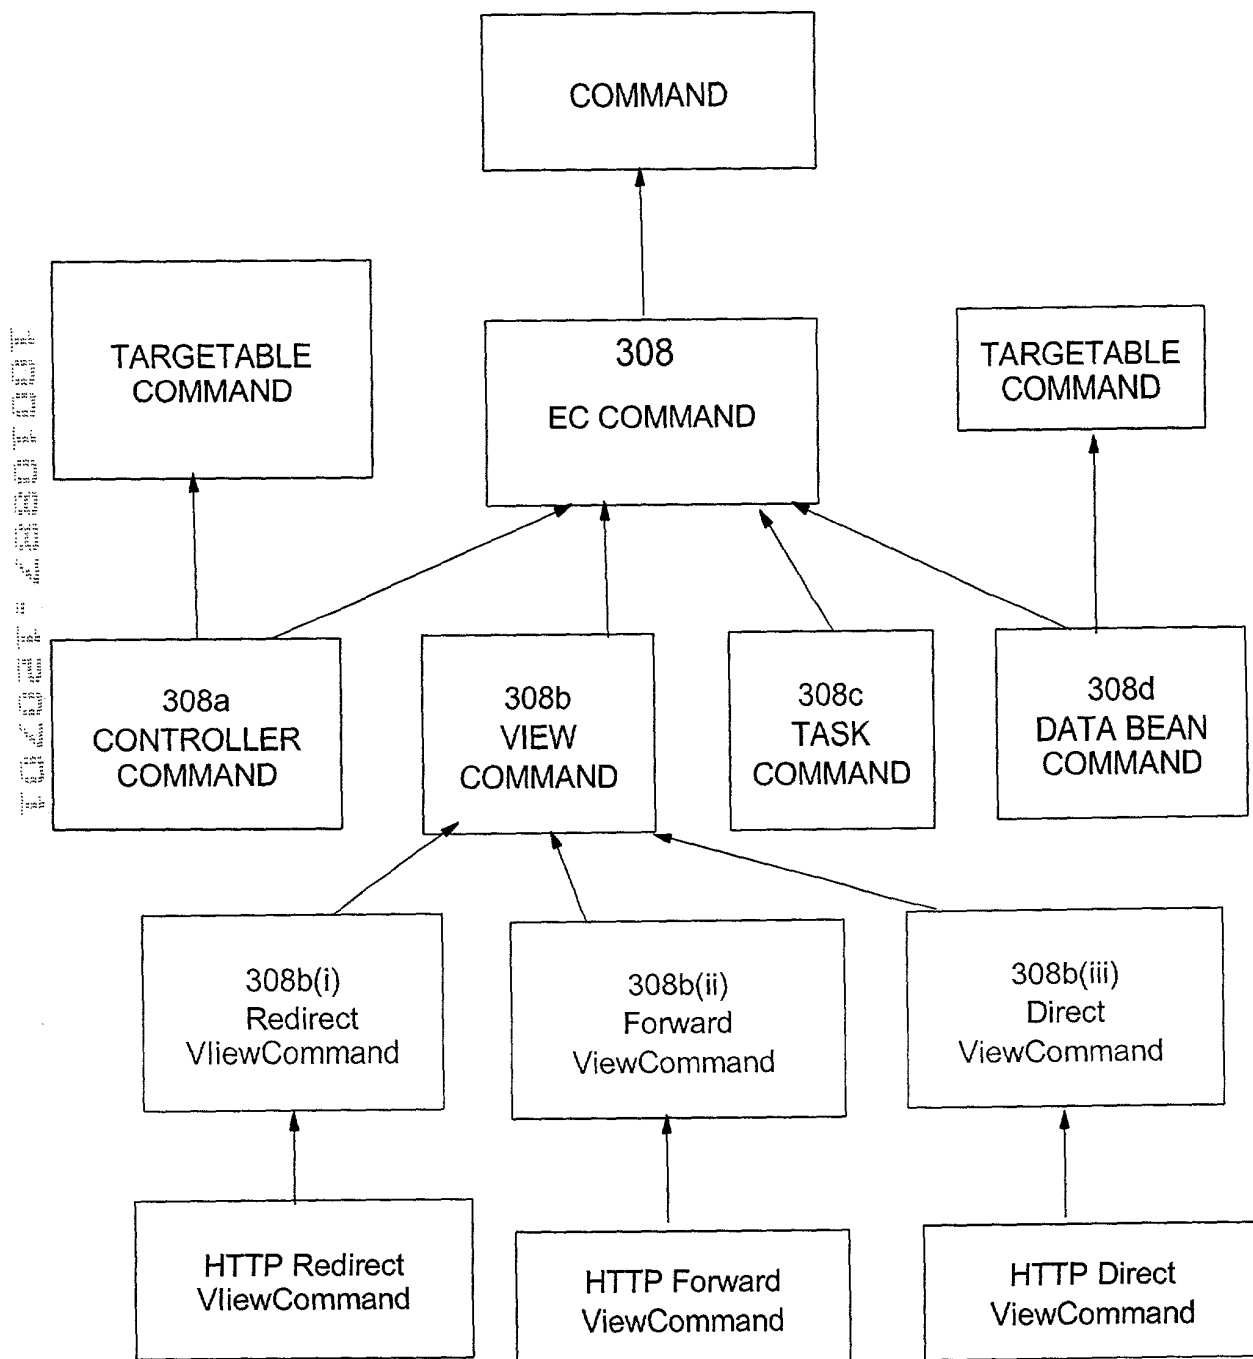 COMMAND
TARGETABLE
COMMAND
308
EC COMMAND
TARGETABLE
COMMAND
308a
CONTROLLER
COMMAND
308b
VIEW
COMMAND
308c
TASK
COMMAND
308d
DATA BEAN
COMMAND
308b(i)
Redirect
VIiewCommand
308b(ii)
Forward
ViewCommand
308b(iii)
Direct
ViewCommand
HTTP Redirect
VIiewCommand
HTTP Forward
ViewCommand
HTTP Direct
ViewCommand